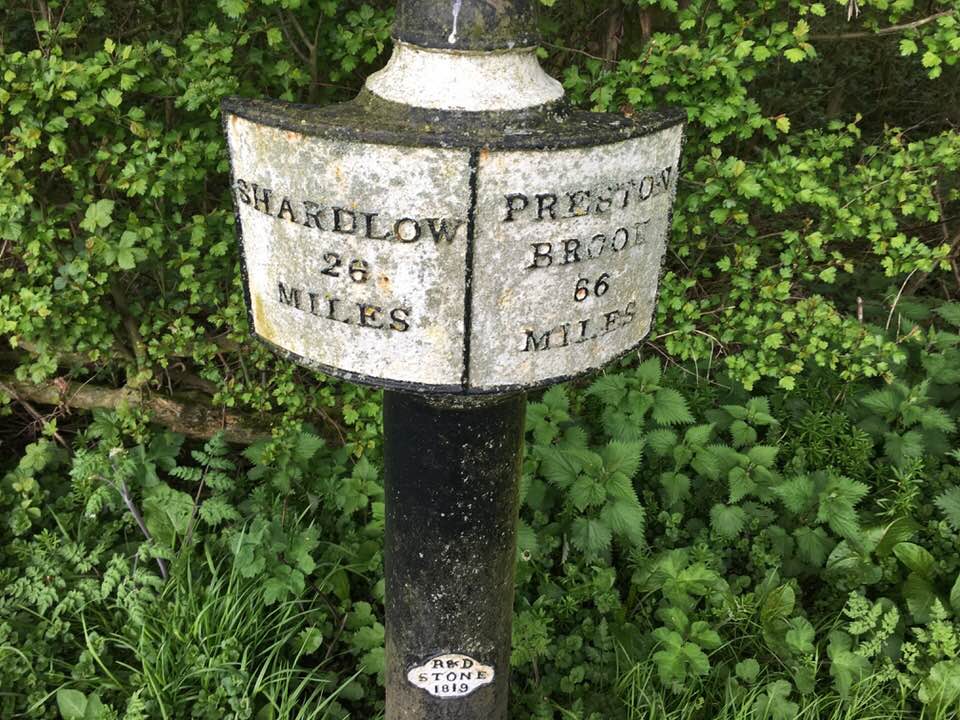 SHARDLOW
26
MILES
PRESTON
BROOK
66
MILES
R&D
STONE
1819